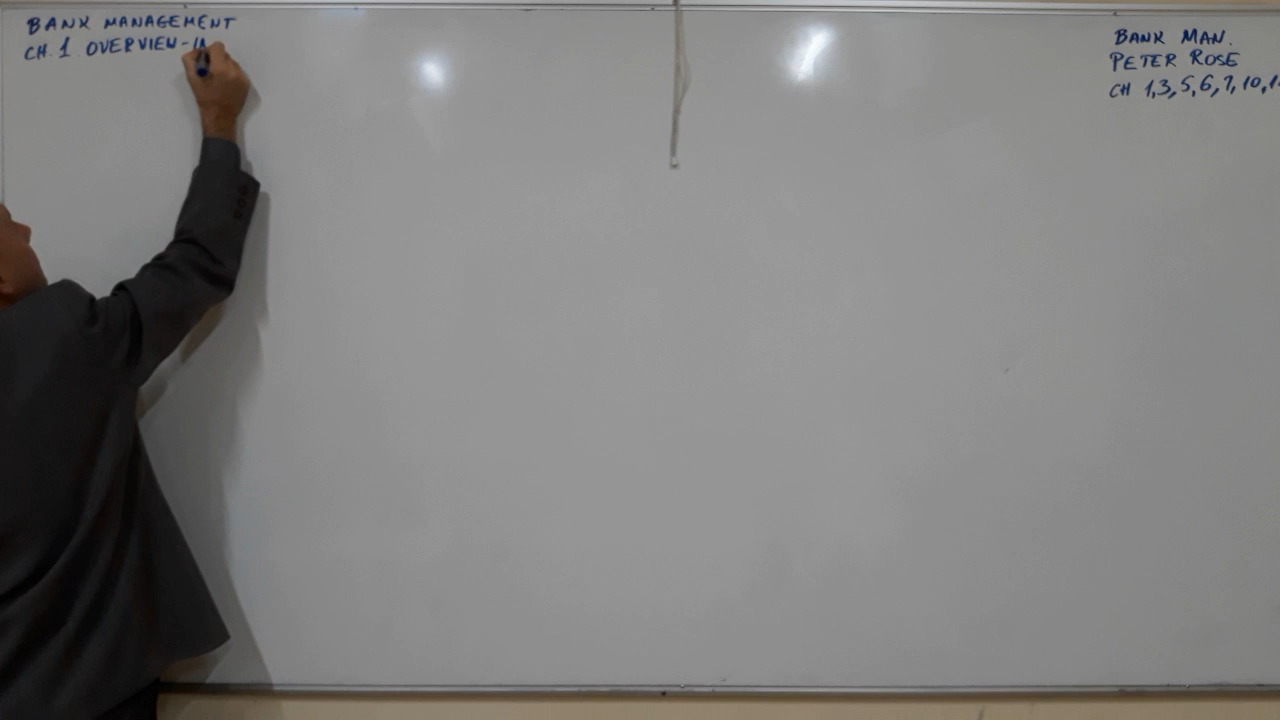 BANK MANAGEMENT
CH. 1 OVERVIEW-
BANK MAN.
PETER ROSE
CH 1,3,5,6,7,10,